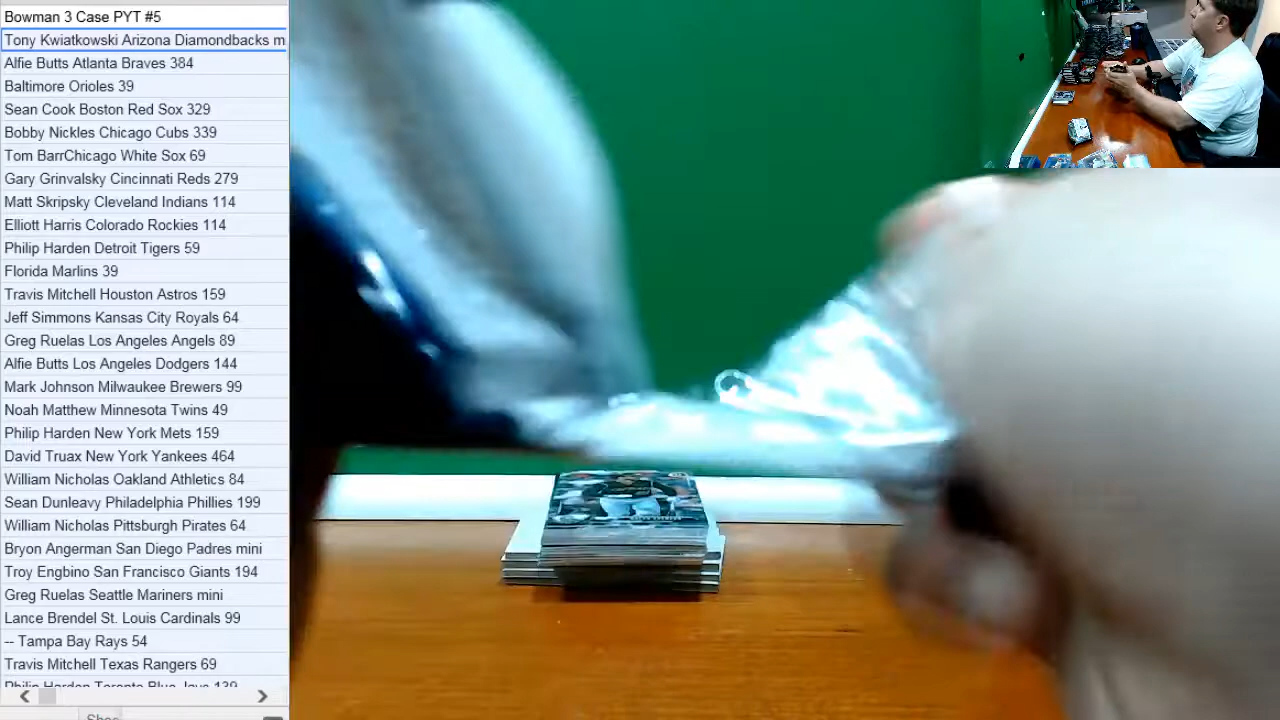 Bowman 3 Case PYT #5
Tony Kwiatkowski Arizona Diamondbacks m
Alfie Butts Atlanta Braves 384
Baltimore Orioles 39
Sean Cook Boston Red Sox 329
Bobby Nickles Chicago Cubs 339
Tom BarrChicago White Sox 69
Gary Grinvalsky Cincinnati Reds 279
Matt Skripsky Cleveland Indians 114
Elliott Harris Colorado Rockies 114
Philip Harden Detroit Tigers 59
Florida Marlins 39
Travis Mitchell Houston Astros 159
Jeff Simmons Kansas City Royals 64
Greg Ruelas Los Angeles Angels 89
Alfie Butts Los Angeles Dodgers 144
Mark Johnson Milwaukee Brewers 99
Noah Matthew Minnesota Twins 49
Philip Harden New York Mets 159
David Truax New York Yankees 464
William Nicholas Oakland Athletics 84
Sean Dunleavy Philadelphia Phillies 199
William Nicholas Pittsburgh Pirates 64
Bryon Angerman San Diego Padres mini
Troy Engbino San Francisco Giants 194
Greg Ruelas Seattle Mariners mini
Lance Brendel St. Louis Cardinals 99
-- Tampa Bay Rays 54
Travis Mitchell Texas Rangers 69
Philip Harden Toronto Blue Jays 139